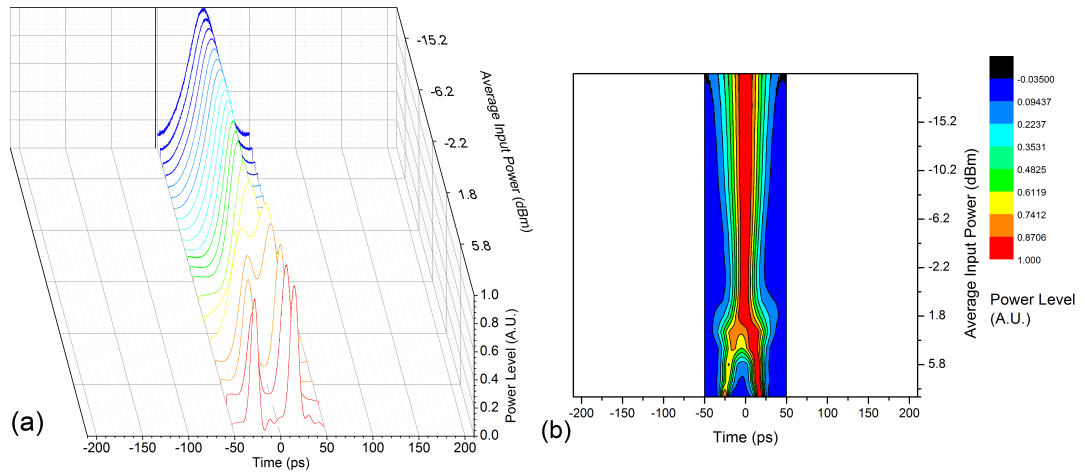 -15.2
-6.2
-2.2
1.8
5.8
Average Input Power (dBm)
1.0
0.8
0.6
0.4
0.2
0.0
Power Level (A.U.)
-200 -150 -100 -50 0 50 100 150 200
Time (ps)
(a)
-15.2
-10.2
-6.2
-2.2
1.8
5.8
Average Input Power (dBm)
-200 -150 -100 -50 0 50 100 150 200
Time (ps)
(b)
-0.03500
0.09437
0.2237
0.3531
0.4825
0.6119
0.7412
0.8706
1.000
Power Level
(A.U.)